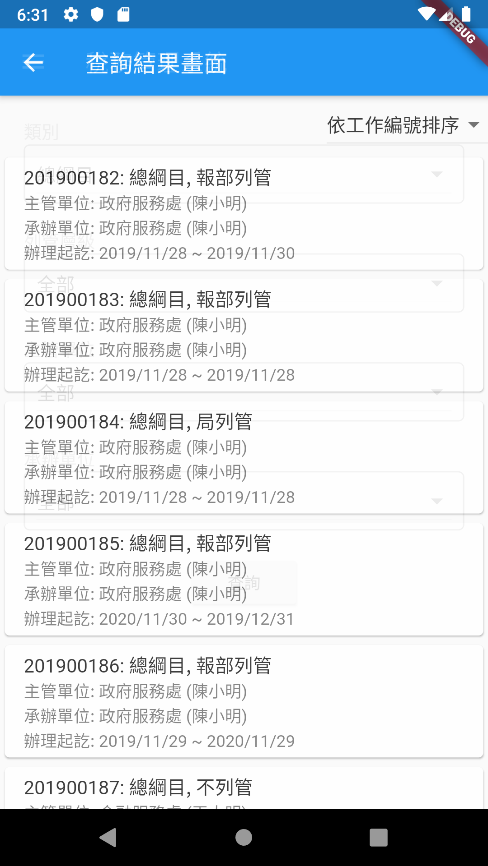 6:31
DEBUG
查詢結果畫面
類別
依工作編號排序
201900182: 總綱目, 報部列管
主管單位: 政府服務處 (陳小明)
承辦單位: 政府服務處 (陳小明)
辦理起訖: 2019/11/28 ~ 2019/11/30
全部
201900183: 總綱目, 報部列管
主管單位: 政府服務處 (陳小明)
承辦單位: 政府服務處 (陳小明)
辦理起訖: 2019/11/28 ~ 2019/11/28
全部
201900184: 總綱目, 局列管
主管單位: 政府服務處 (陳小明)
承辦單位: 政府服務處 (陳小明)
辦理起訖: 2019/11/28 ~ 2019/11/28
全部
201900185: 總綱目, 報部列管
主管單位: 政府服務處 (陳小明)
查詢
承辦單位: 政府服務處 (陳小明)
辦理起訖: 2020/11/30 ~ 2019/12/31
201900186: 總綱目, 報部列管
主管單位: 政府服務處 (陳小明)
承辦單位: 政府服務處 (陳小明)
辦理起訖: 2019/11/29 ~ 2020/11/29
201900187: 總綱目, 不列管